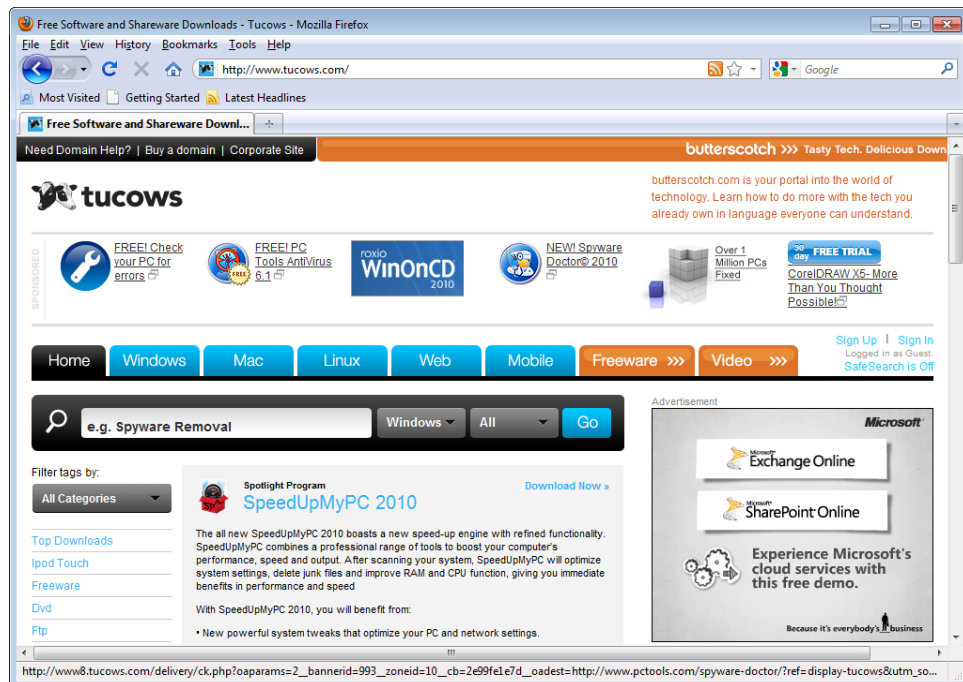 Free Software and Shareware Downloads - Tucows - Mozilla Firefox
File Edit View History Bookmarks Tools Help
http://www.tucows.com/
Google
Most Visited Getting Started Latest Headlines
Free Software and Shareware Downl...
Need Domain Help? | Buy a domain | Corporate Site
butterscotch >>> Tasty Tech. Delicious Down
tucows
butterscotch.com is your portal into the world of
technology. Learn how to do more with the tech you
already own in language everyone can understand.
SPONSORED
FREE! Check
your PC for
errors
FREE! PC
Tools AntiVirus
6.1
FREE
roxio
WinOnCD
2010
NEW! Spyware
Doctor© 2010
Over 1
Million PCs
Fixed
30 day FREE TRIAL
CorelDRAW X5- More
Than You Thought
Possible!
Home Windows Mac Linux Web Mobile Freeware >>> Video >>>
Sign Up | Sign In
Logged in as Guest.
SafeSearch is Off
e.g. Spyware Removal
Windows
All
Go
Filter tags by:
All Categories
Top Downloads
Ipod Touch
Freeware
Dvd
Ftp
Spotlight Program
SpeedUpMyPC 2010
Download Now »
The all new SpeedUpMyPC 2010 boasts a new speed-up engine with refined functionality.
SpeedUpMyPC combines a professional range of tools to boost your computer's
performance, speed and output. After scanning your system, SpeedUpMyPC will optimize
system settings, delete junk files and improve RAM and CPU function, giving you immediate
benefits in performance and speed
With SpeedUpMyPC 2010, you will benefit from:
• New powerful system tweaks that optimize your PC and network settings.
Advertisement
Microsoft
Microsoft
Exchange Online
Microsoft
SharePoint Online
Experience Microsoft's
cloud services with
this free demo.
Because it's everybody's business
http://www8.tucows.com/delivery/ck.php?oaparams=2__bannerid=993__zoneid=10__cb=2e99fe1e7d__oadest=http://www.pctools.com/spyware-doctor/?ref=display-tucows&utm_so...